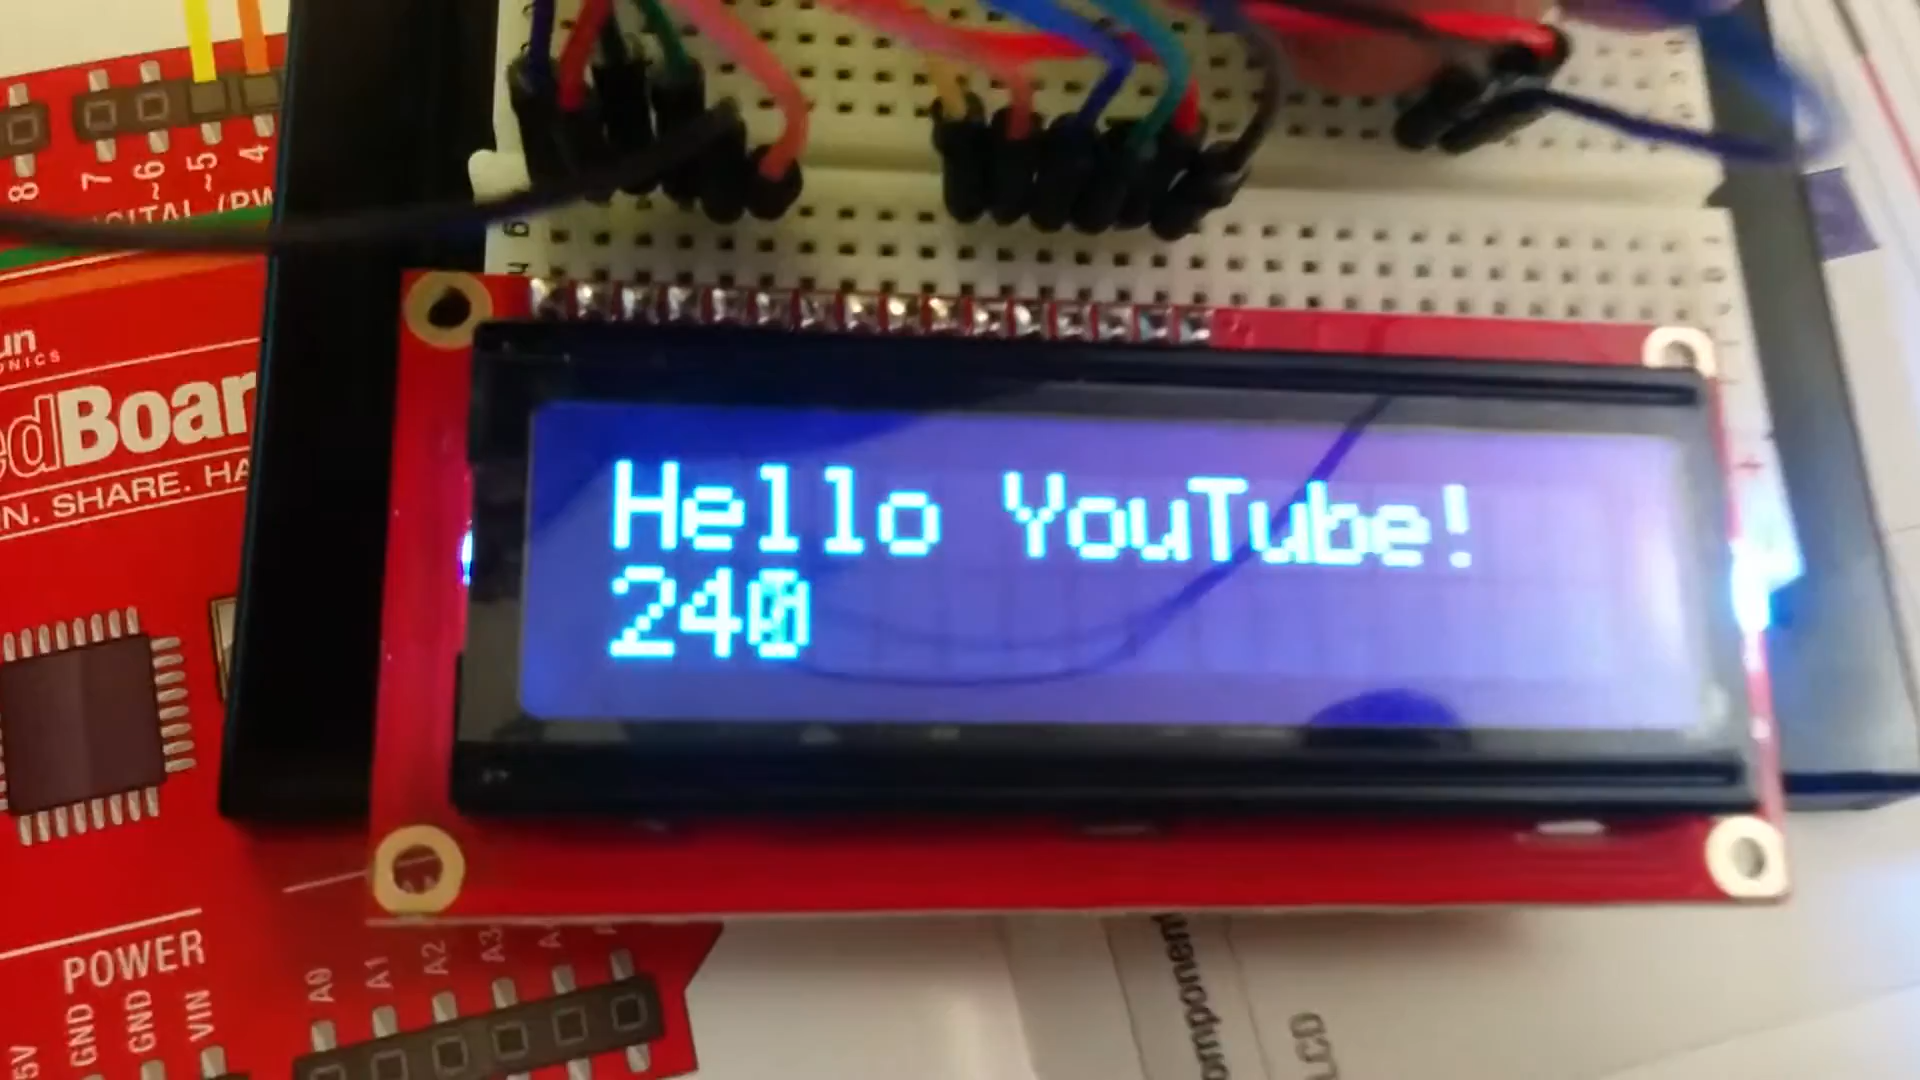 Hello YouTube!
240
8
7
~6
~5
4
edBoar
N. SHARE. HA
POWER
5V
GND
GND
VIN
A0
A1
A2
A3
LCD